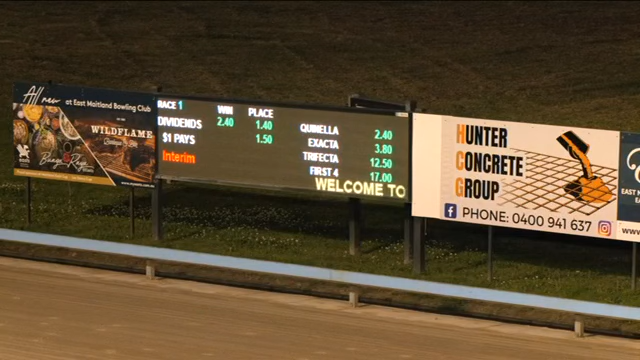 All new at East Maitland Bowling Club
WILDFLAME
RACE 1 WIN PLACE
DIVIDENDS 2.40 1.40
$1 PAYS 1.50
Interim
QUINELLA 2.40
EXACTA 3.80
TRIFECTA 12.50
FIRST 4 17.00
WELCOME TO
HUNTER
CONCRETE
GROUP
PHONE: 0400 941 637
www